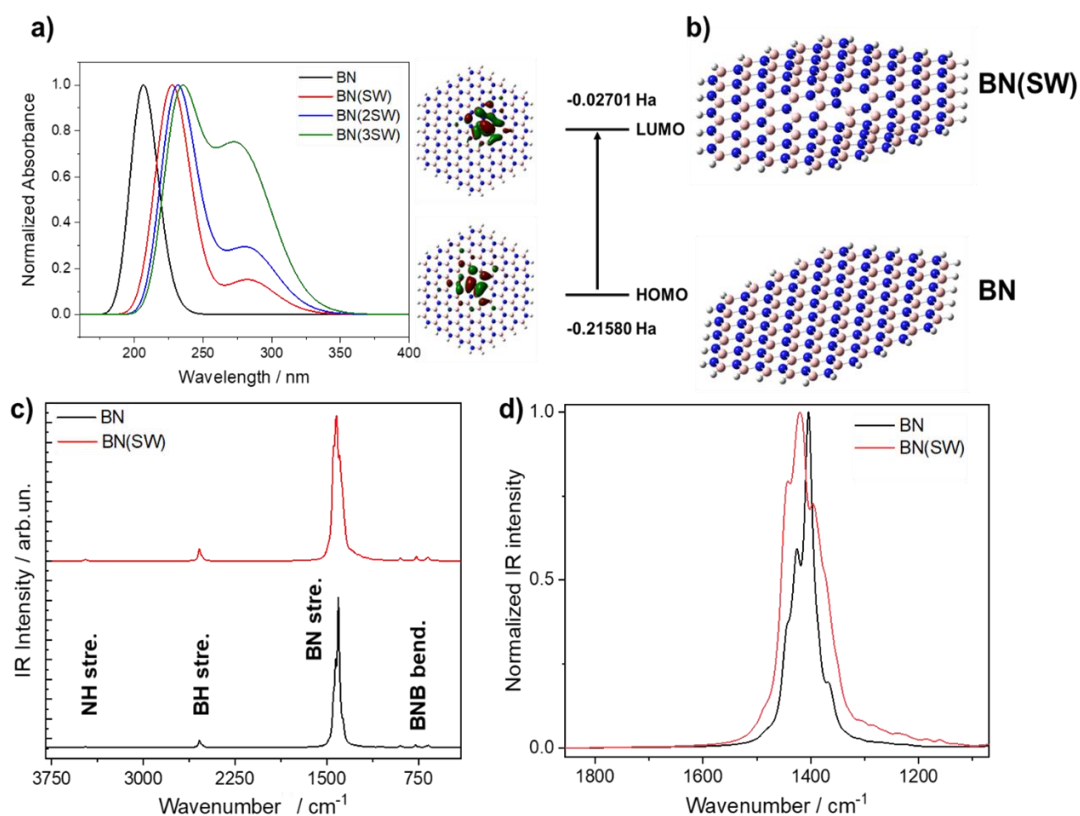 a)
Normalized Absorbance
1.0
0.8
0.6
0.4
0.2
0.0
BN
BN(SW)
BN(2SW)
BN(3SW)
200
250
300
350
400
Wavelength / nm
-0.02701 Ha
LUMO
HOMO
-0.21580 Ha
b)
BN(SW)
BN
c)
IR Intensity / arb.un.
BN
BN(SW)
NH stre.
BH stre.
BN stre.
BNB bend.
3750
3000
2250
1500
750
Wavenumber / cm-1
d)
Normalized IR intensity
1.0
0.5
0.0
BN
BN(SW)
1800
1600
1400
1200
Wavenumber / cm-1